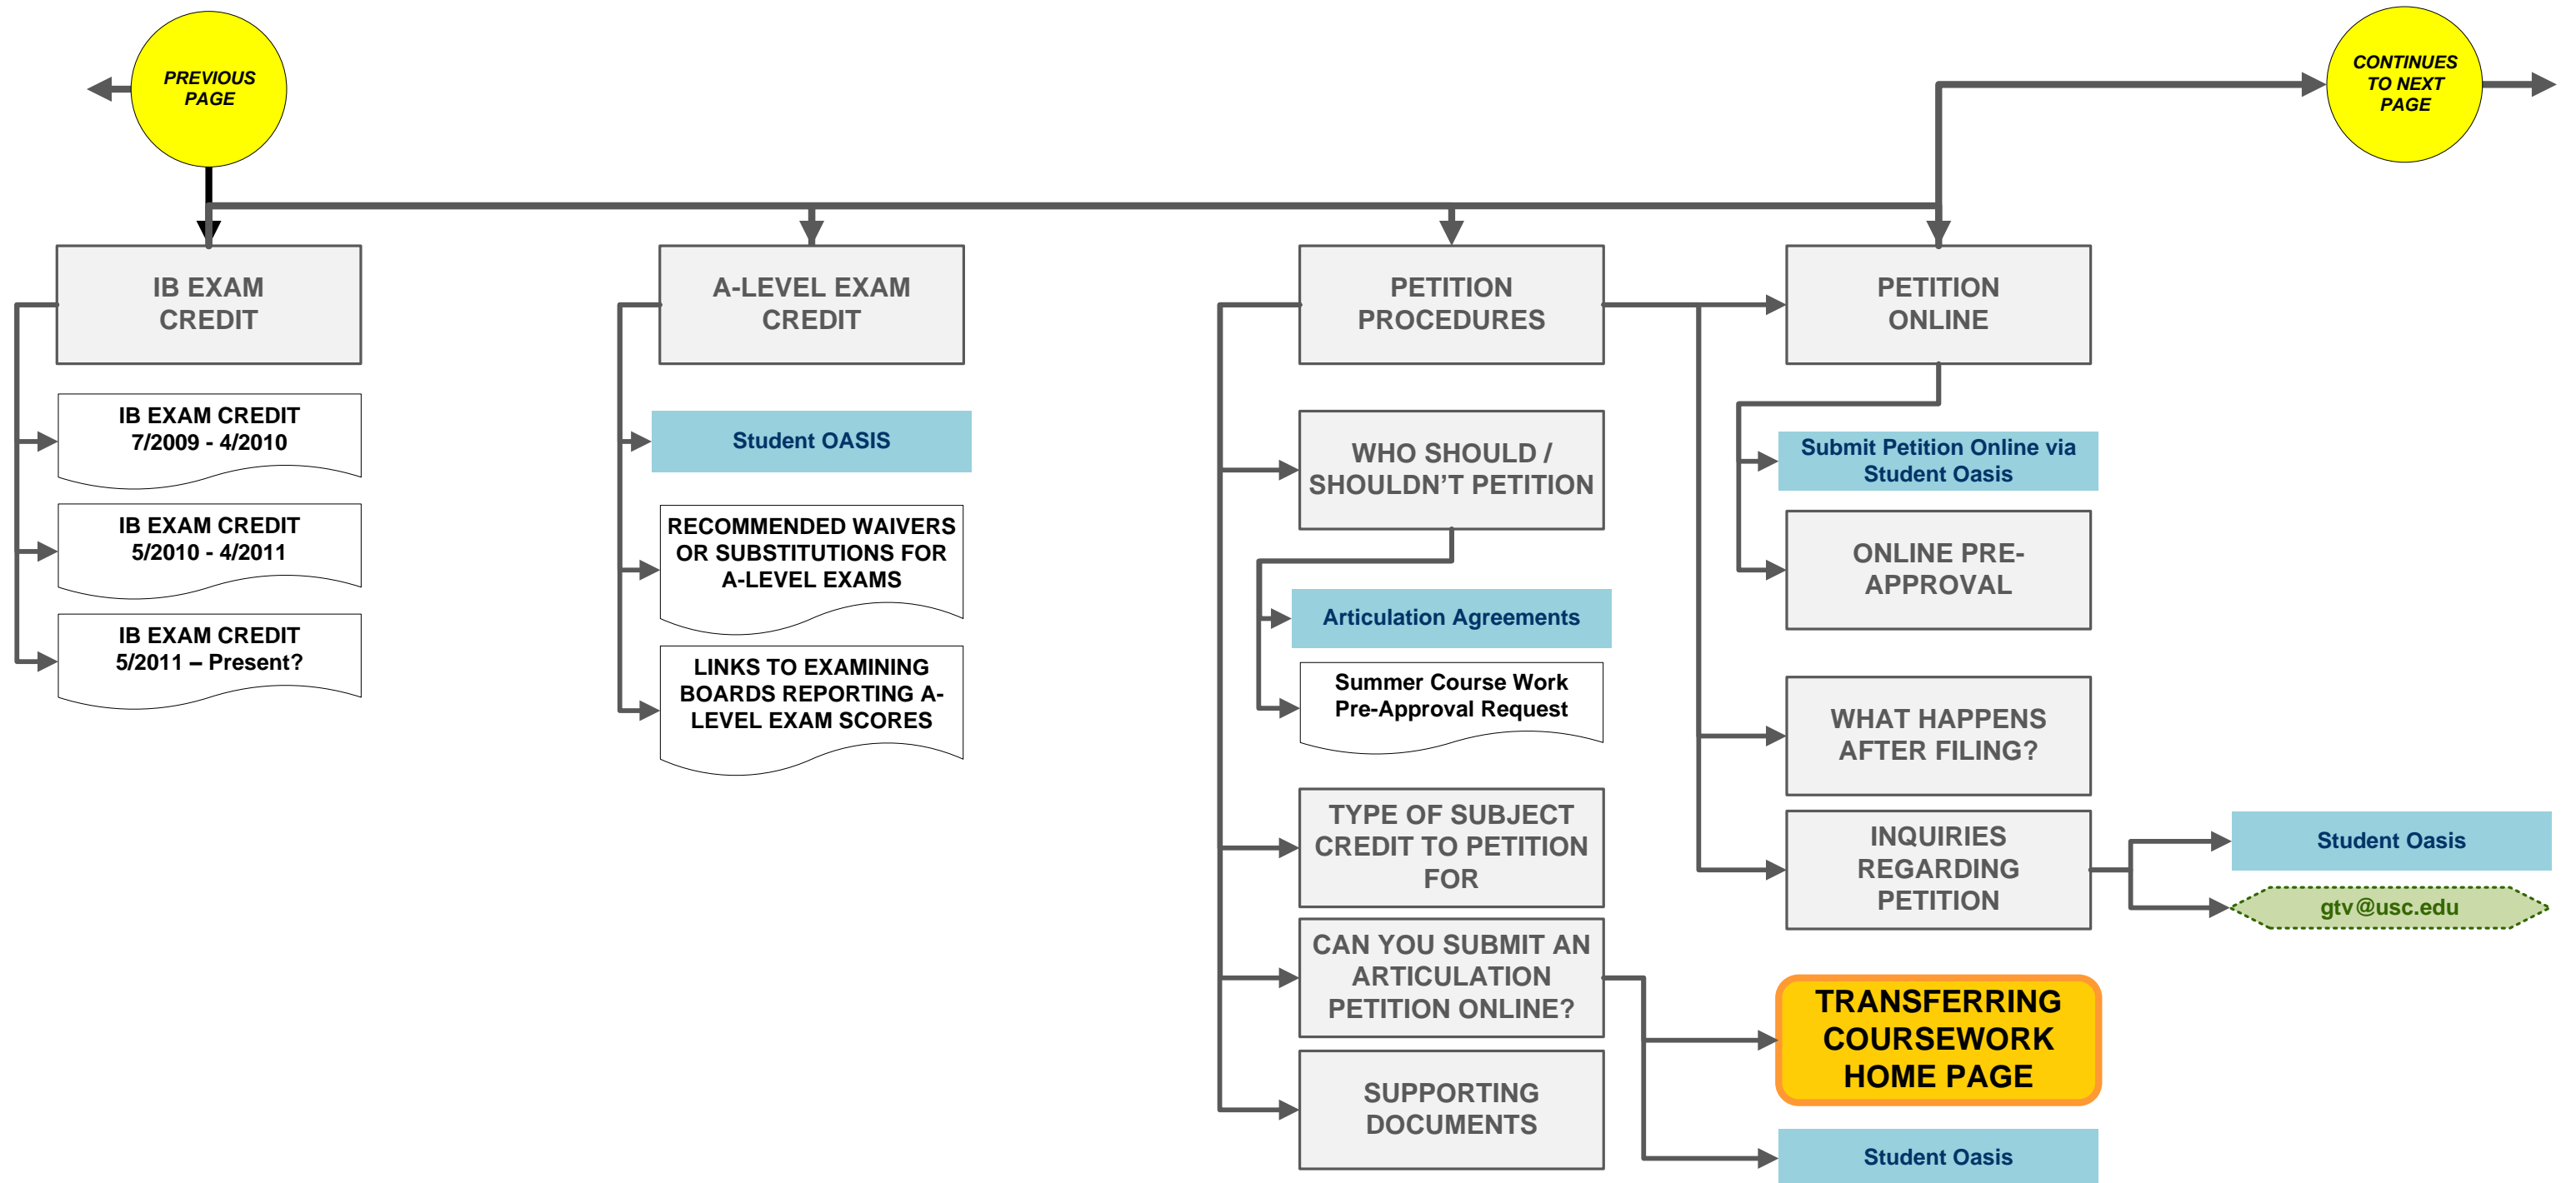 PREVIOUS
PAGE
CONTINUES
TO NEXT
PAGE
IB EXAM
CREDIT
IB EXAM CREDIT
7/2009 - 4/2010
IB EXAM CREDIT
5/2010 - 4/2011
IB EXAM CREDIT
5/2011 – Present?
A-LEVEL EXAM
CREDIT
Student OASIS
RECOMMENDED WAIVERS
OR SUBSTITUTIONS FOR
A-LEVEL EXAMS
LINKS TO EXAMINING
BOARDS REPORTING A-
LEVEL EXAM SCORES
PETITION
PROCEDURES
WHO SHOULD /
SHOULDN’T PETITION
Articulation Agreements
Summer Course Work
Pre-Approval Request
TYPE OF SUBJECT
CREDIT TO PETITION
FOR
CAN YOU SUBMIT AN
ARTICULATION
PETITION ONLINE?
SUPPORTING
DOCUMENTS
PETITION
ONLINE
Submit Petition Online via
Student Oasis
ONLINE PRE-
APPROVAL
WHAT HAPPENS
AFTER FILING?
INQUIRIES
REGARDING
PETITION
Student Oasis
gtv@usc.edu
TRANSFERRING
COURSEWORK
HOME PAGE
Student Oasis